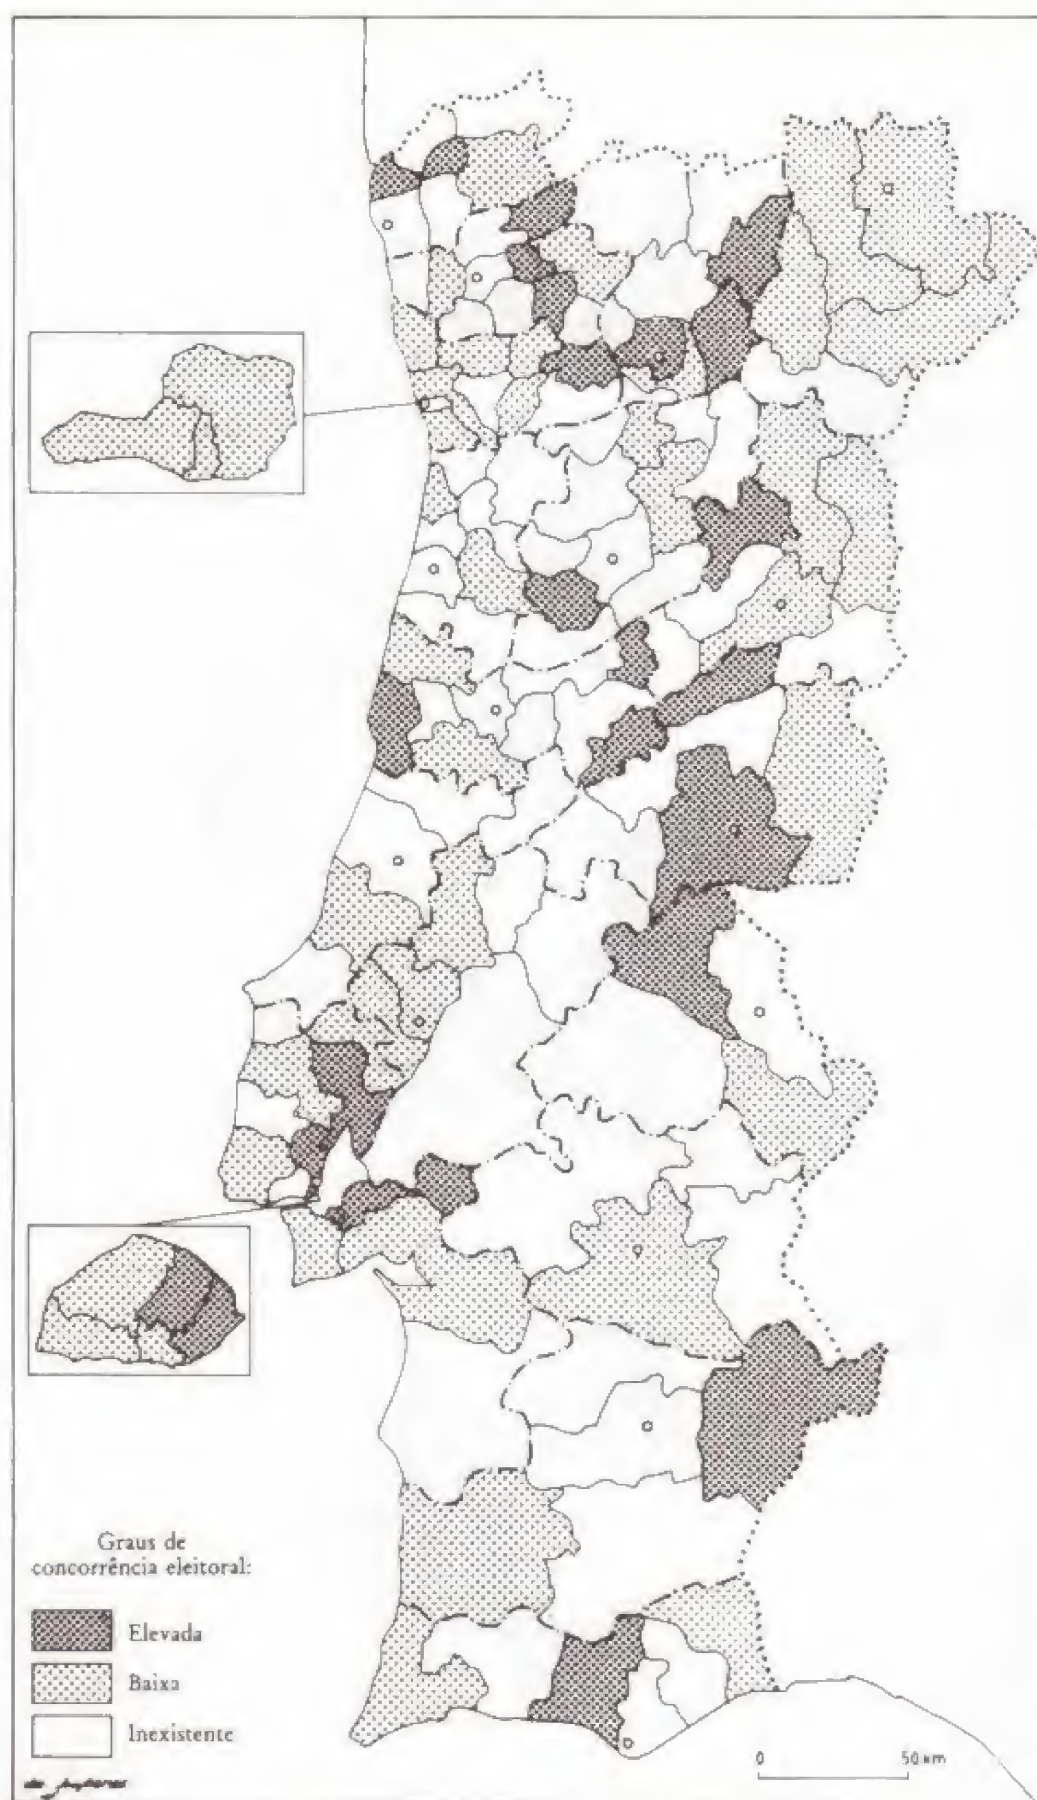 Graus de
concorrência eleitoral:
Elevada
Baixa
Inexistente
0 50 km